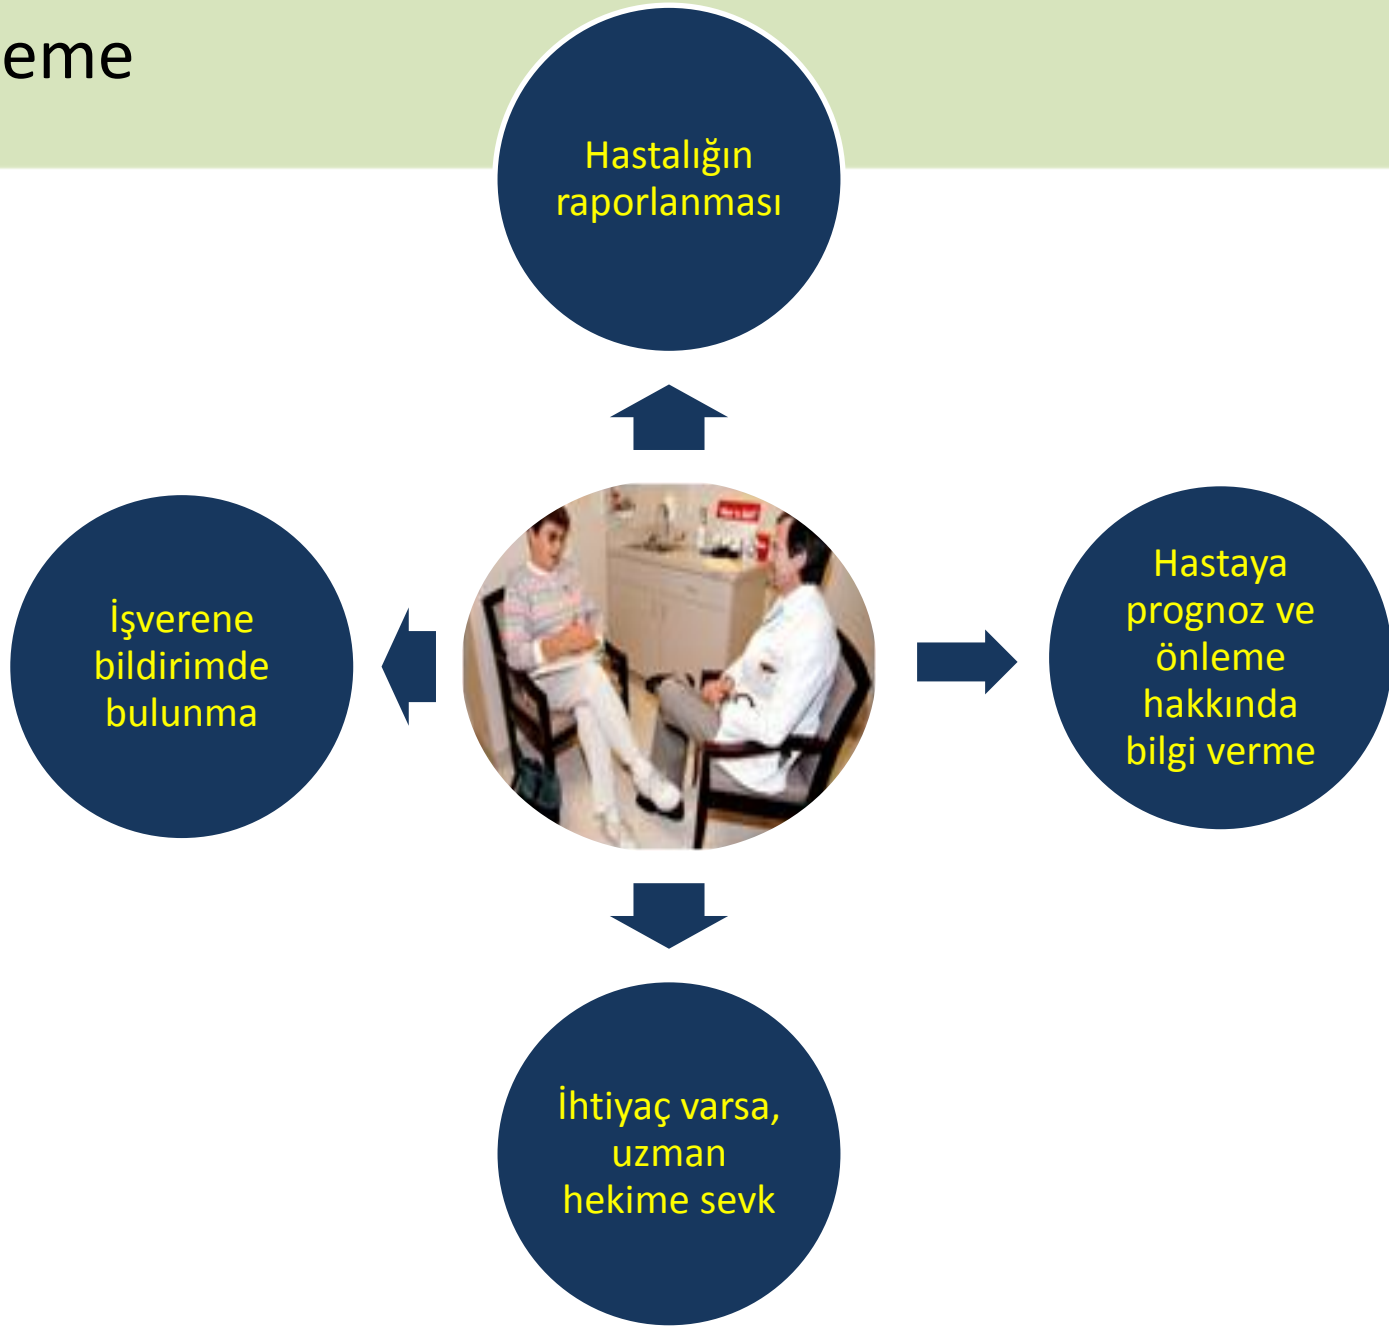 eme
Hastalığın
raporlanması
İşverene
bildirimde
bulunma
Hastaya
prognoz ve
önleme
hakkında
bilgi verme
İhtiyaç varsa,
uzman
hekime sevk